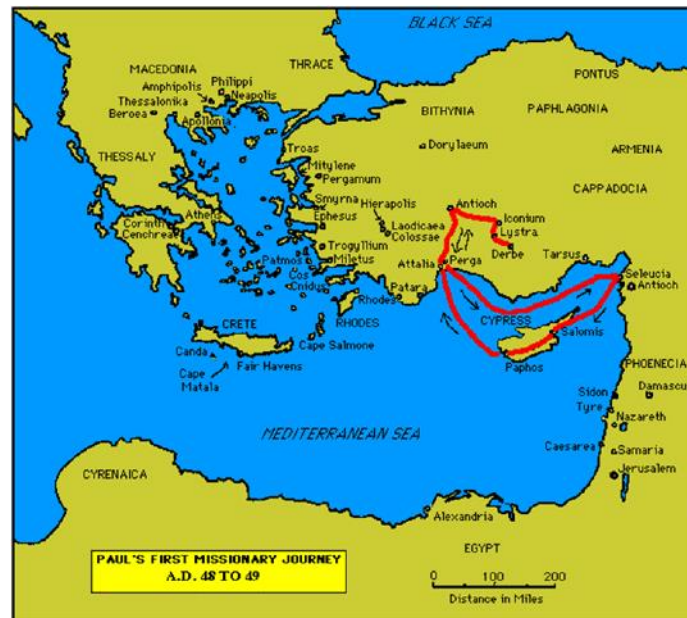 BLACK SEA
MACEDONIA
THRACE
Philippi
Amphipolis
Neapolis
Thessalonika
Beroea
Apollonia
PONTUS
BITHYNIA
PAPHLAGONIA
Dorylaeum
ARMENIA
THESSALY
Troas
Mitylene
Pergamum
CAPPADOCIA
Smyrna
Ephesus
Hierapolis
Antioch
Iconium
Laodicaea
Lystra
Colossae
Athens
Corinth
Cenchreae
Trogyllium
Miletus
Derbe
Tarsus
Patmos
Attalia
Perga
Cos
Cnidus
Patara
Seleucia
Antioch
Rhodes
RHODES
CYPRESS
CRETE
Salomis
Cape Salmone
Canda
Fair Havens
Cape
Matala
Paphos
PHOENECIA
Sidon
Damascu
Tyre
Nazareth
MEDITERRANEAN SEA
Caesarea
Samaria
Jerusalem
CYRENAICA
Alexandria
EGYPT
PAUL'S FIRST MISSIONARY JOURNEY
A.D. 48 TO 49
0 100 200
Distance in Miles